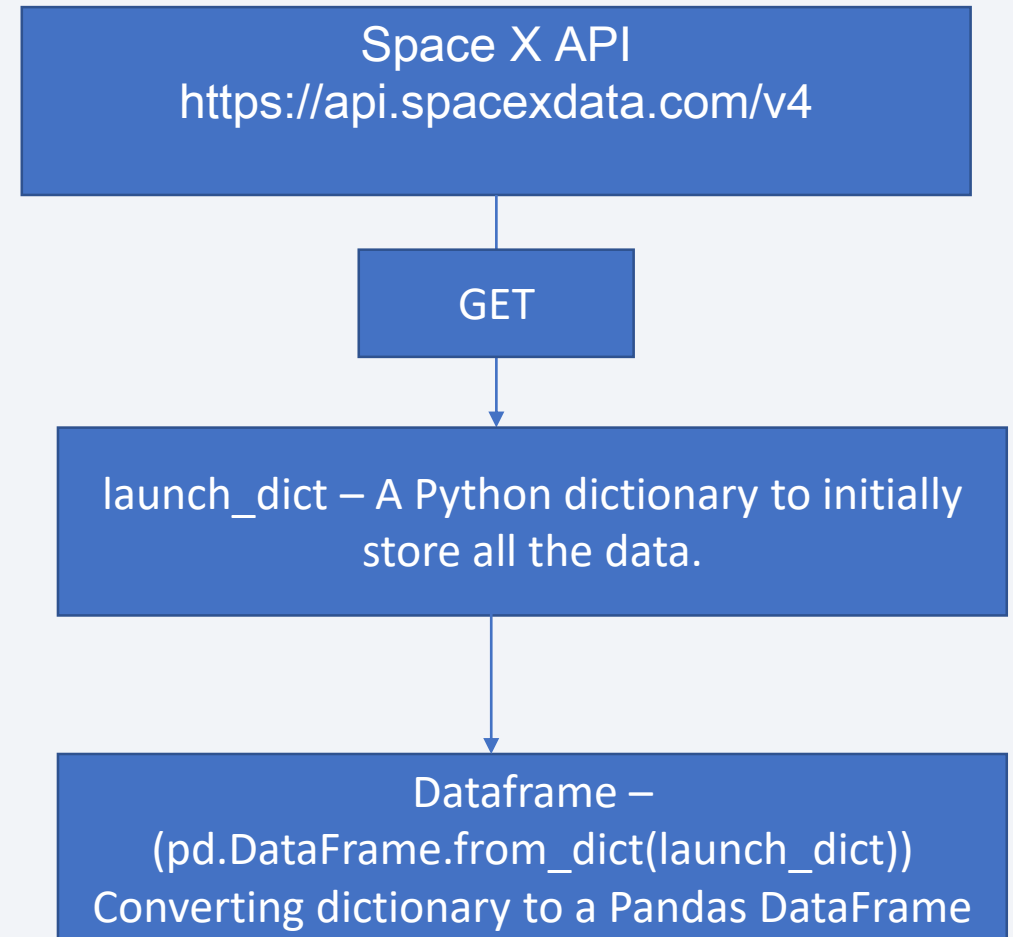 Space X API
https://api.spacexdata.com/v4
GET
launch_dict – A Python dictionary to initially
store all the data.
Dataframe –
(pd.DataFrame.from_dict(launch_dict))
Converting dictionary to a Pandas DataFrame